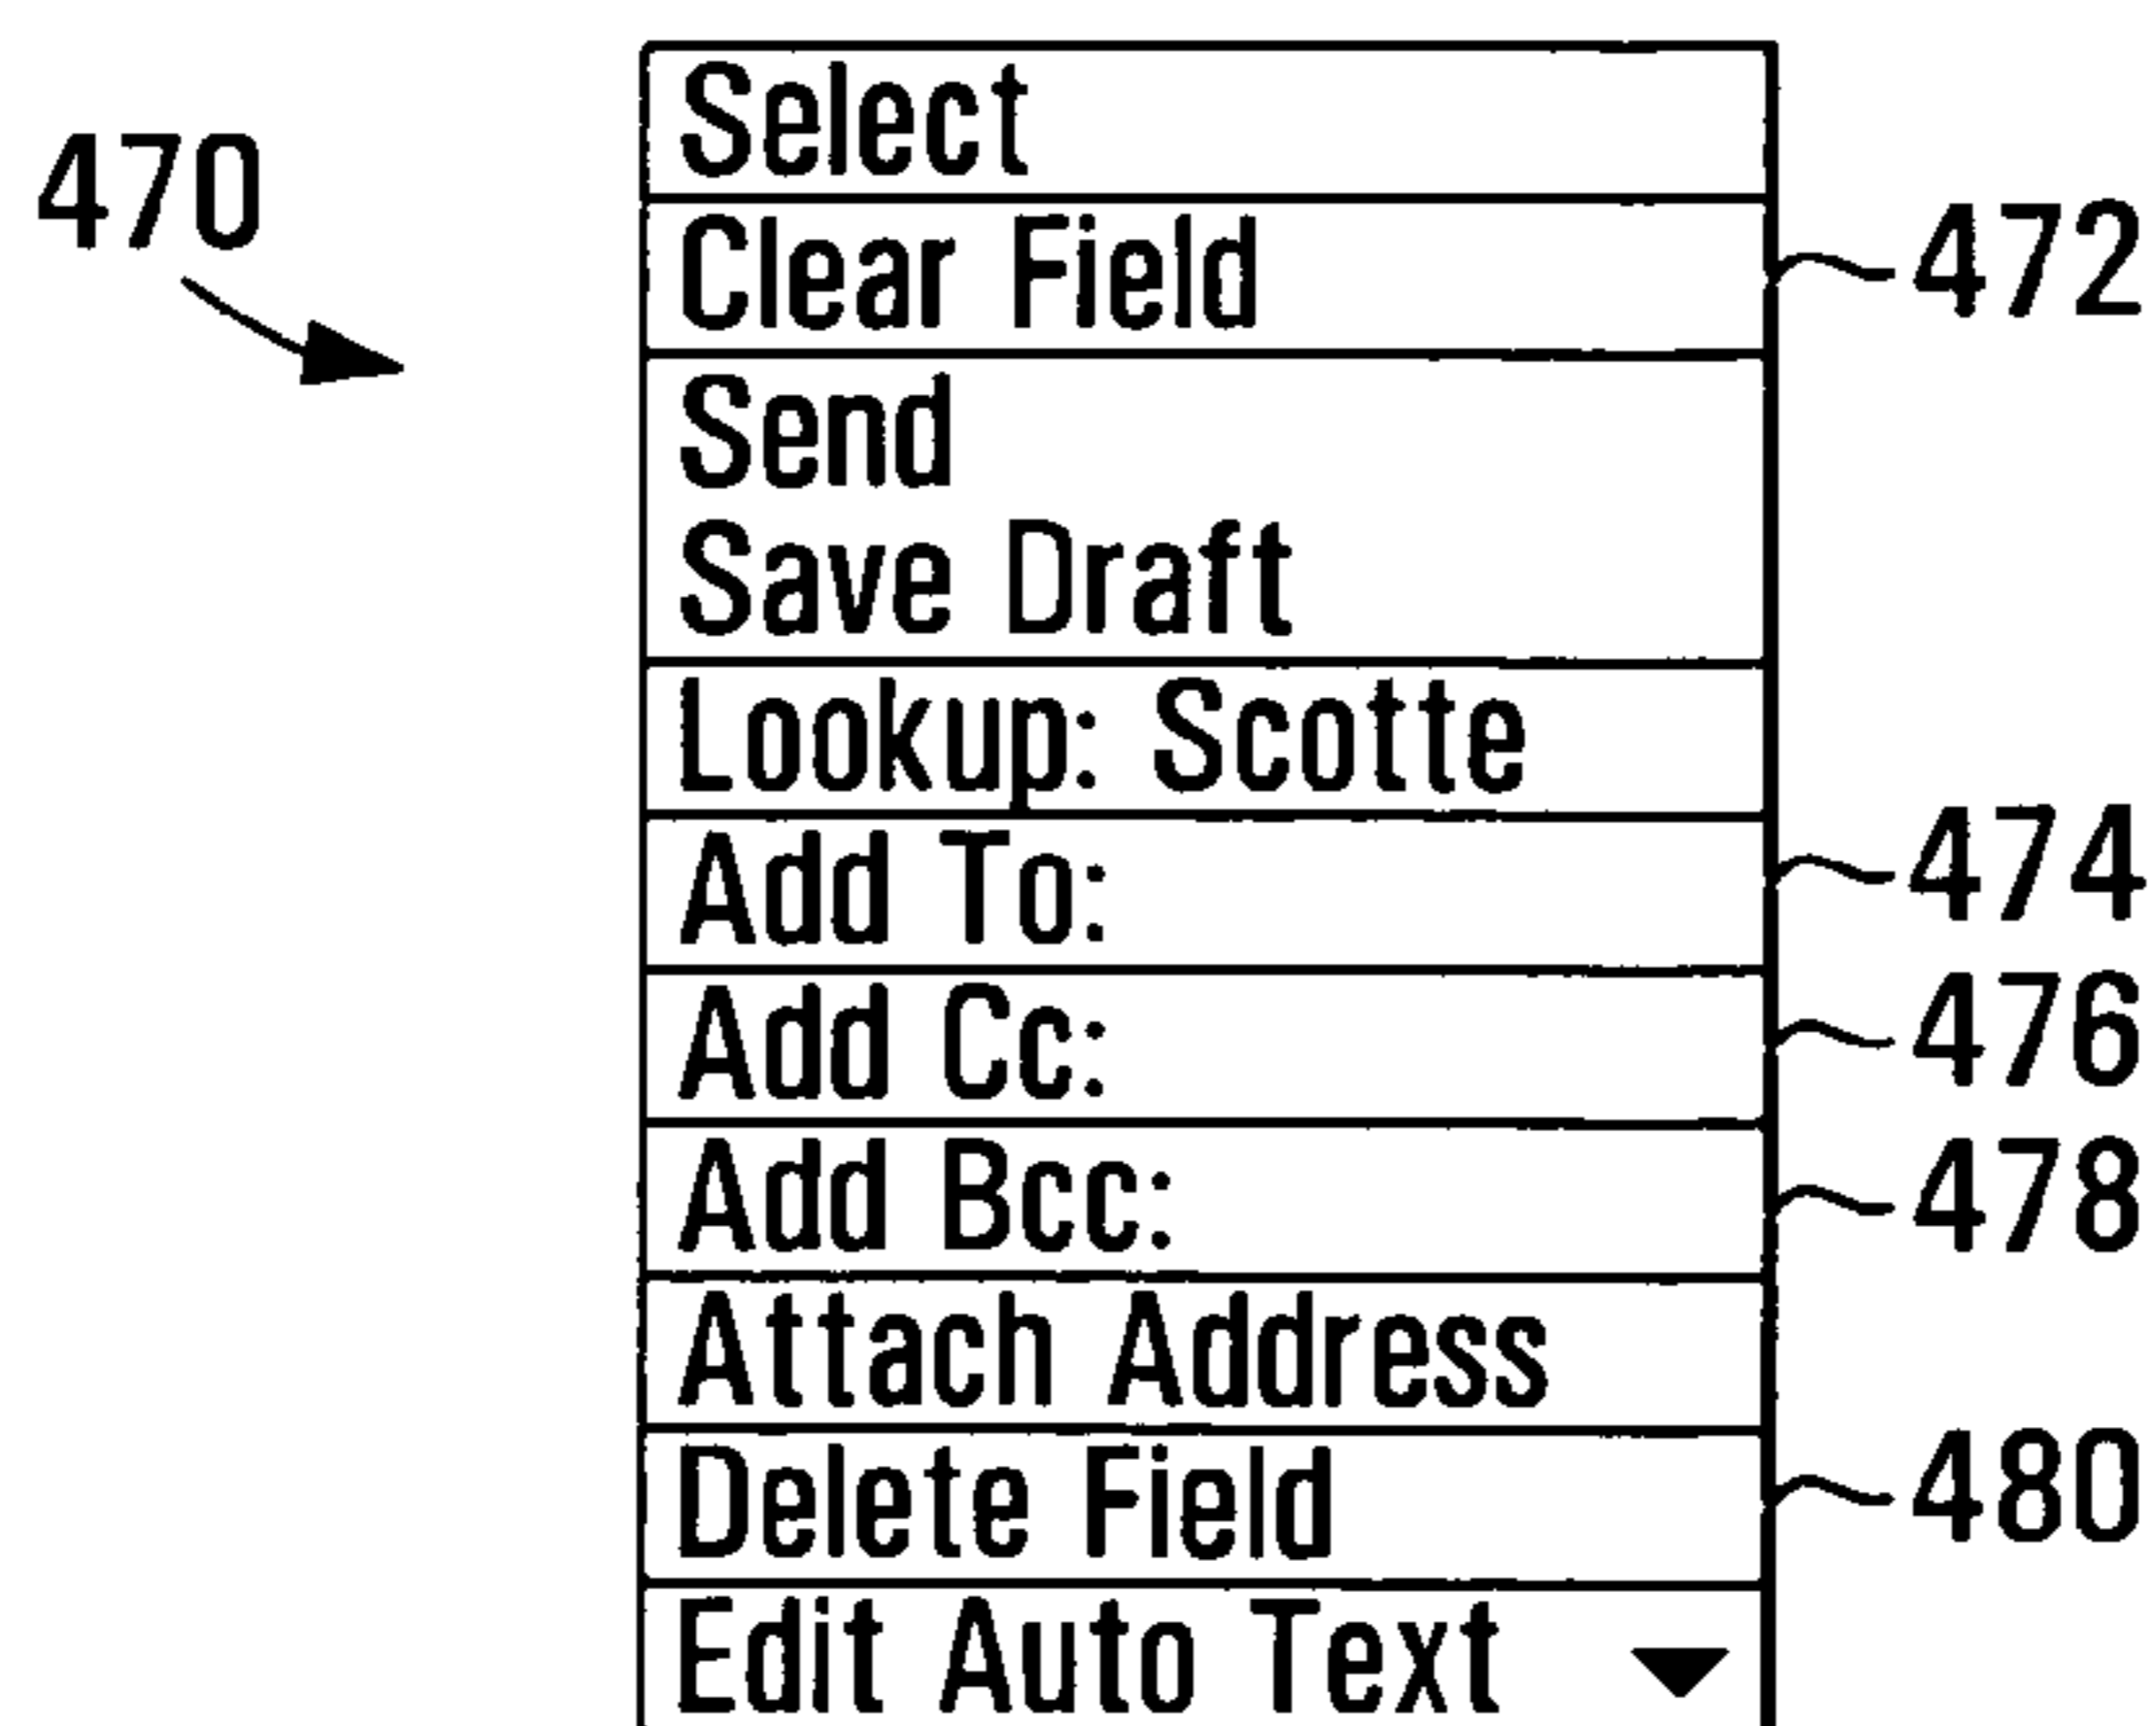 470
Select
Clear Field 472
Send
Save Draft
Lookup: Scotte
Add To: 474
Add Cc: 476
Add Bcc: 478
Attach Address
Delete Field 480
Edit Auto Text